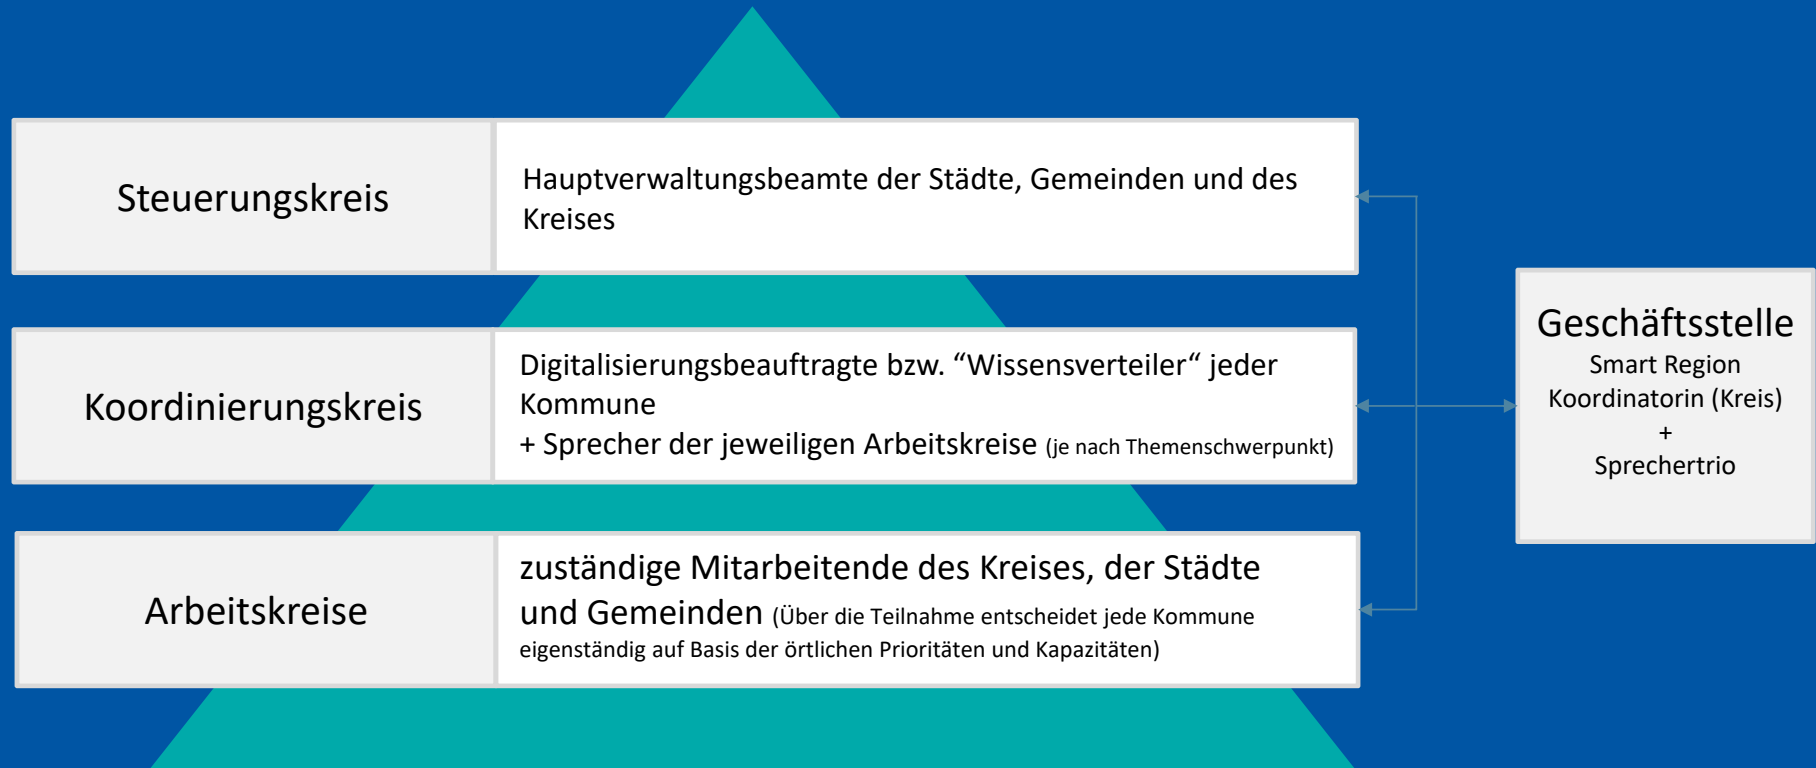 Steuerungskreis
Hauptverwaltungsbeamte der Städte, Gemeinden und des
Kreises
Koordinierungskreis
Digitalisierungsbeauftragte bzw. “Wissensverteiler“ jeder
Kommune
+ Sprecher der jeweiligen Arbeitskreise (je nach Themenschwerpunkt)
Arbeitskreise
zuständige Mitarbeitende des Kreises, der Städte
und Gemeinden (Über die Teilnahme entscheidet jede Kommune
eigenständig auf Basis der örtlichen Prioritäten und Kapazitäten)
Geschäftsstelle
Smart Region
Koordinatorin (Kreis)
+
Sprechertrio